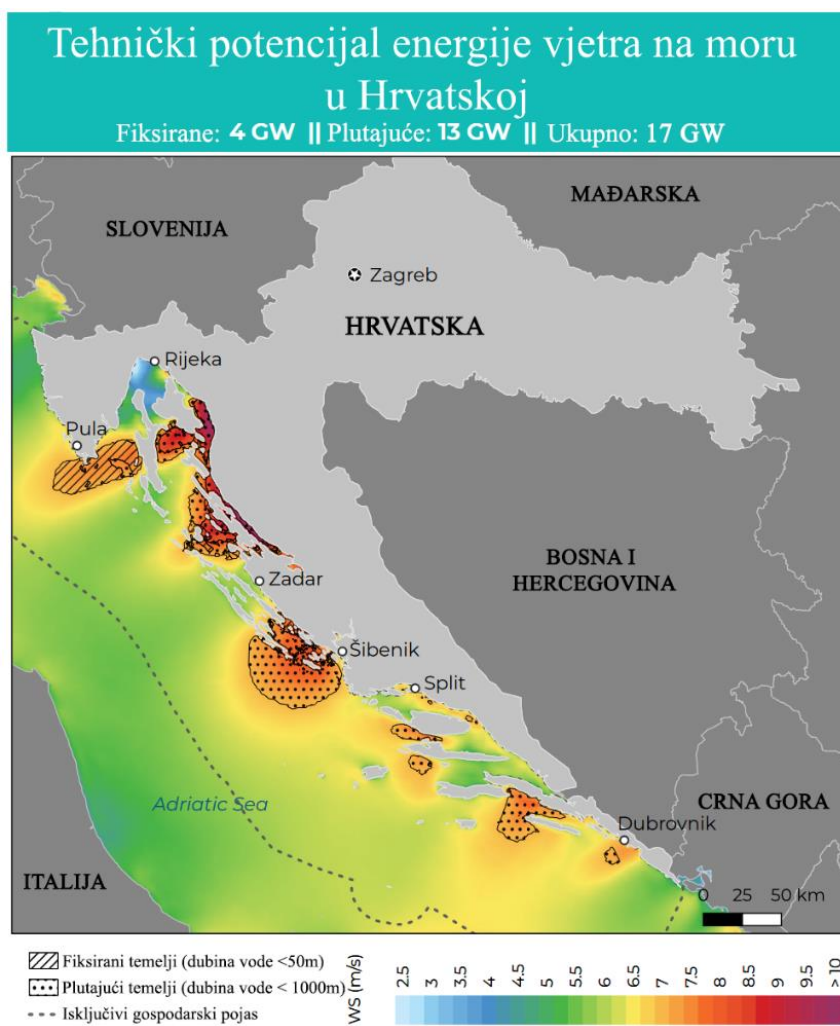 Tehnički potencijal energije vjetra na moru
u Hrvatskoj
Fiksirane: 4 GW || Plutajuće: 13 GW || Ukupno: 17 GW
MAĐARSKA
SLOVENIJA
Zagreb
HRVATSKA
Rijeka
Pula
BOSNA I
HERCEGOVINA
Zadar
Šibenik
Split
Adriatic Sea
CRNA GORA
Dubrovnik
ITALIJA
0 25 50 km
Fiksirani temelji (dubina vode <50m)
Plutajući temelji (dubina vode < 1000m)
Isključivi gospodarski pojas
WS (m/s)
2.5 3 3.5 4 4.5 5 5.5 6 6.5 7 7.5 8 8.5 9 9.5 > 10